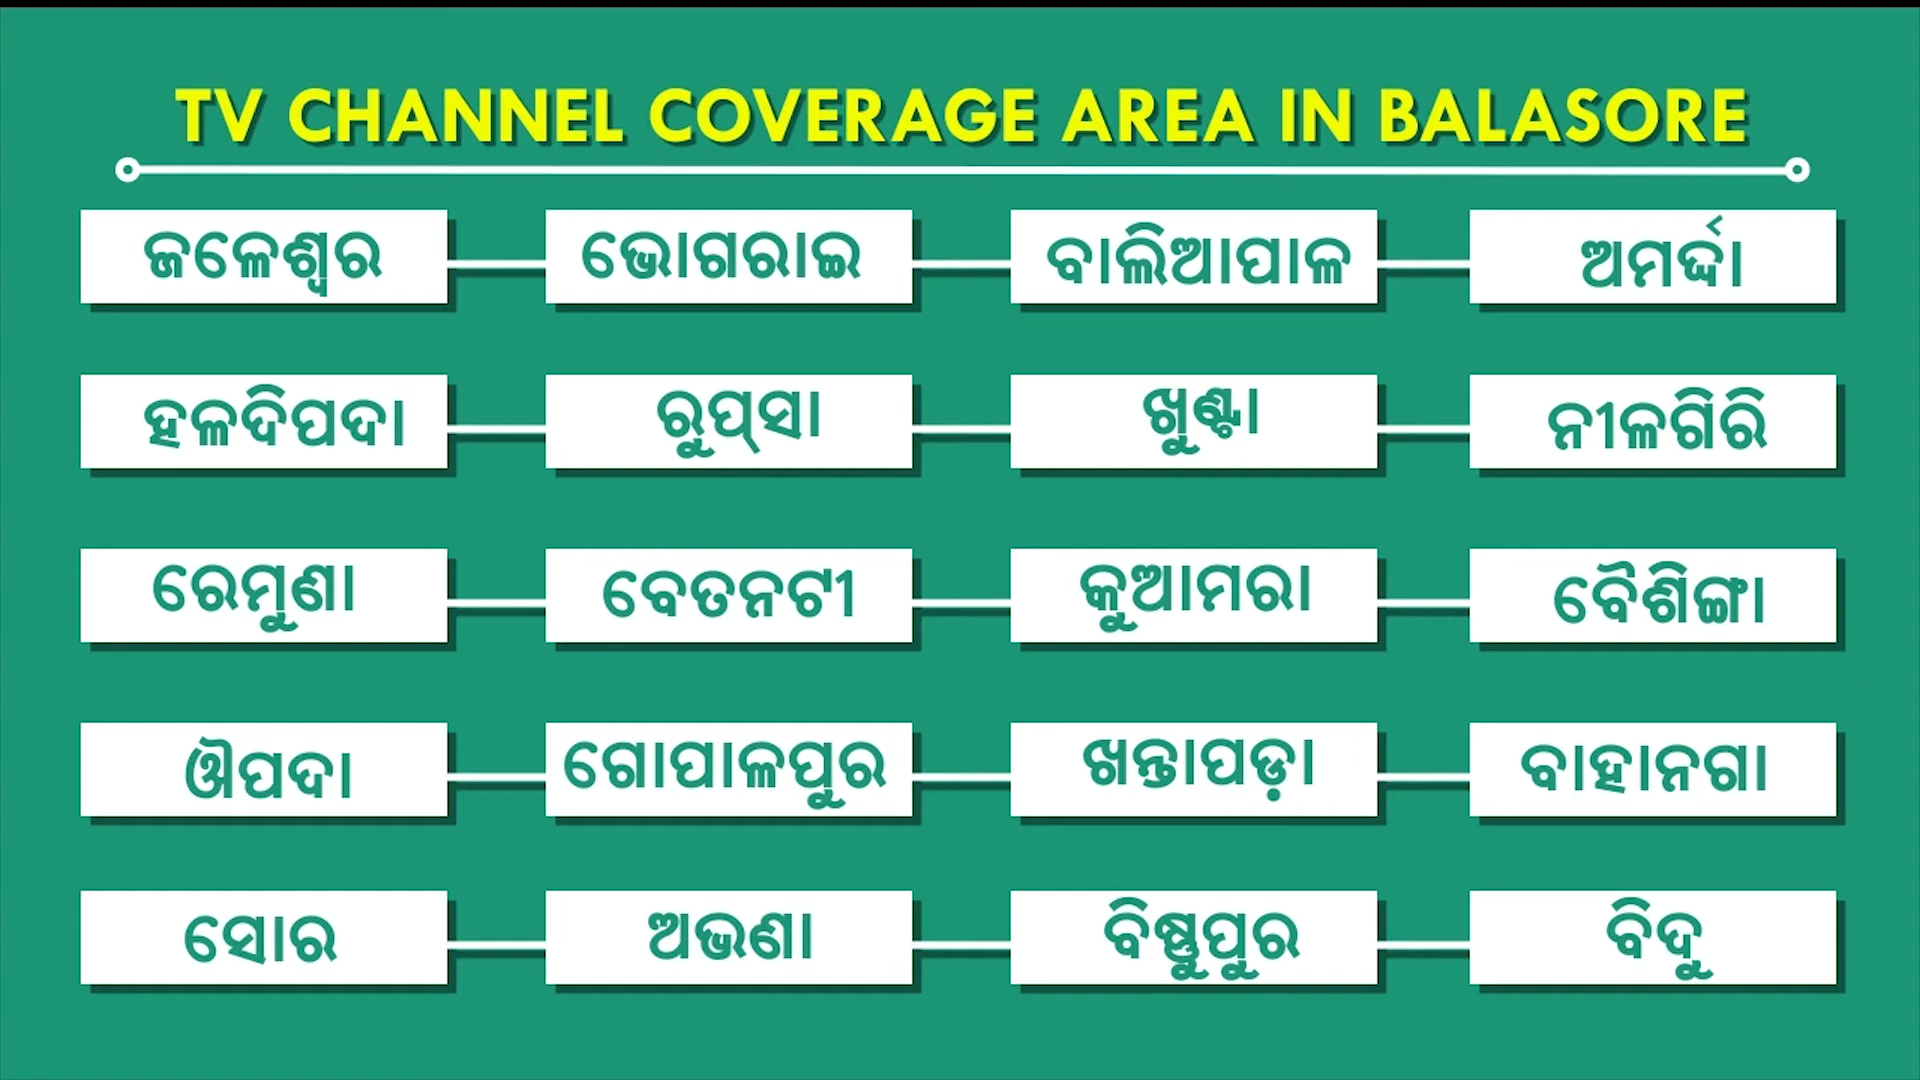 TV CHANNEL COVERAGE AREA IN BALASORE
ଜଳେଶ୍ୱର ଭୋଗରାଇ ବାଲିଆପାଳ ଅମର୍ଦ୍ଦା
ହଳଦିପଦା ରୁପ୍‌ସା ଖୁଣ୍ଟା ନୀଳଗିରି
ରେମୁଣା ବେତନଟୀ କୁଆମରା ବୈଶିଙ୍ଗା
ଔପଦା ଗୋପାଳପୁର ଖନ୍ତାପଡ଼ା ବାହାନଗା
ସୋର ଅଭଣା ବିଷ୍ଣୁପୁର ବିଦୁ